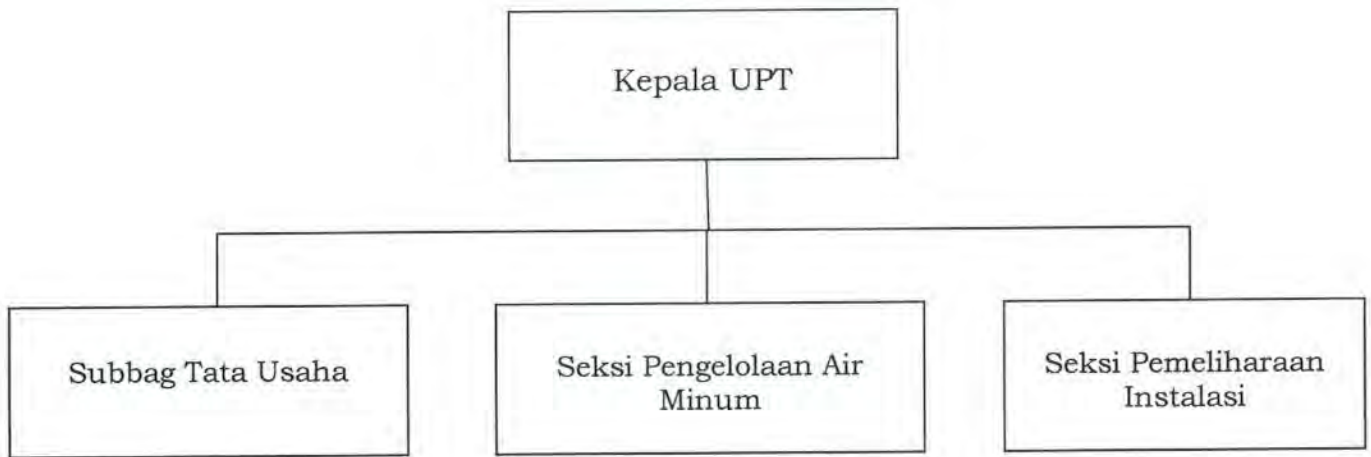 Kepala UPT
Subbag Tata Usaha
Seksi Pengelolaan Air
Minum
Seksi Pemeliharaan
Instalasi